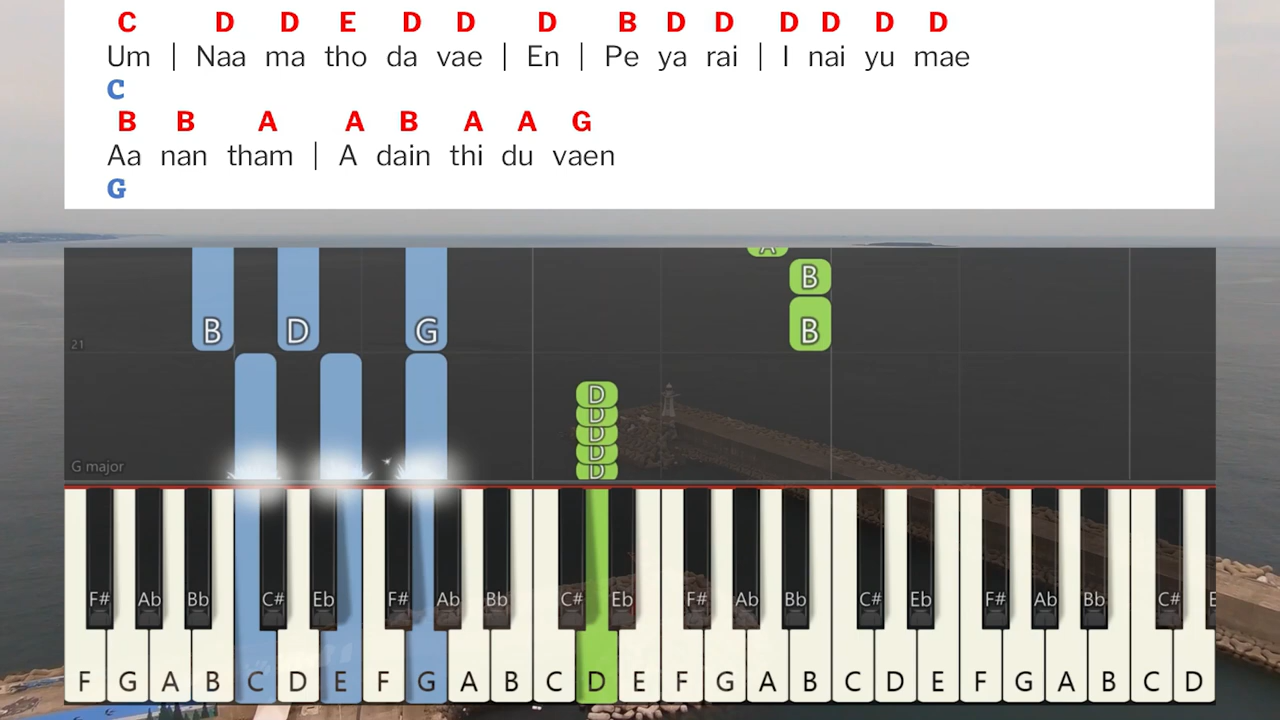 C D D E D D D B D D D D D D
Um | Naa ma tho da vae | En | Pe ya rai | I nai yu mae
C
B B A A B A A G
Aa nan tham | A dain thi du vaen
G
A
B
B D G B
21
D
D
D
D
G major D
F# Ab Bb C# Eb F# Ab Bb C# Eb F# Ab Bb C# Eb F# Ab Bb C#
F G A B C D E F G A B C D E F G A B C D E F G A B C D